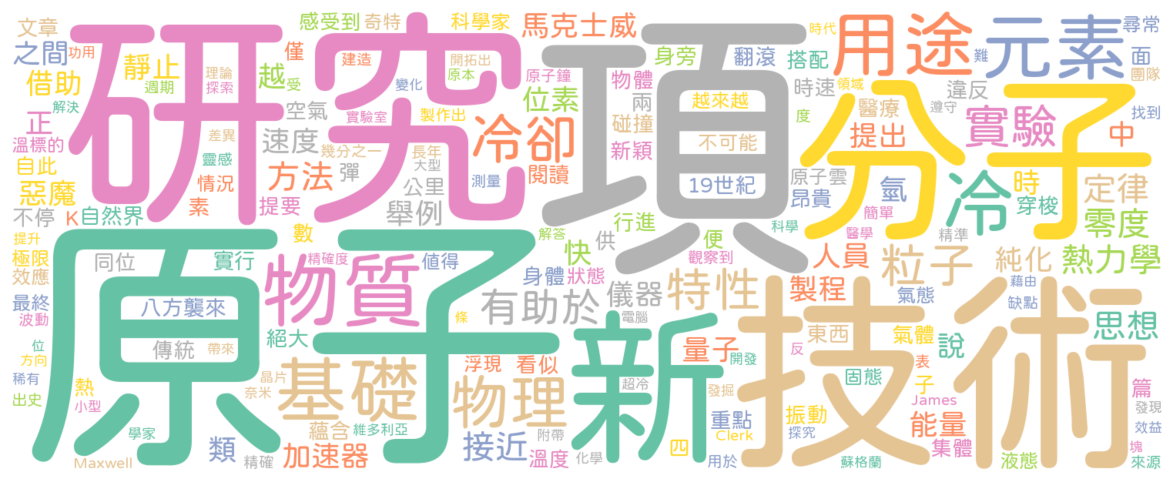 文章
感受到
奇特
科學家
馬克士威
時代
尋常
之間
功用
研究
項
用途
元素
難
面
團隊
借助
靜止
週期
理論
探索
越
受
建造
開拓出
原本
變化
原子鐘
身旁
翻滾
搭配
物體
時速
領域
違反
找到
正
解決
溫標的
空氣
實驗室
製作出
位素
兩
越來越
度
醫療
遵守
實驗
中
自此
差異
速度
幾分之一
長年
大型
冷卻
碰撞
不可能
分子
提出
惡魔
靈感
情況
方法
彈
公里
測量
閱讀
新穎
19世紀
原子雲
昂貴
氫
簡單
冷
時
穿梭
定律
不停
K
自然界
素
提要
舉例
行進
科學
醫學
精準
零度
提升
極限
效應
原子
數
實行
精確度
值得
解答
快
供
便
觀察到
人員
粒子
純化
熱力學
同位
物質
身體
狀態
最終
波動
八方襲來
有助於
儀器
特性
製程
氣態
藉由
缺點
位
方向
傳統
帶來
絕大
條
電腦
新
技術
量子
開發
東西
反
氣體
說
思想
稀有
出史
熱
小型
晶片
奈米
基礎
浮現
看似
物理
超冷
發掘
固態
表
子
James
篇
發現
學家
類
蘊含
維多利亞
接近
附帶
重點
Clerk
振動
探究
能量
集體
效益
塊
Maxwell
精確
加速器
溫度
化學
四
用於
蘇格蘭
液態
來源